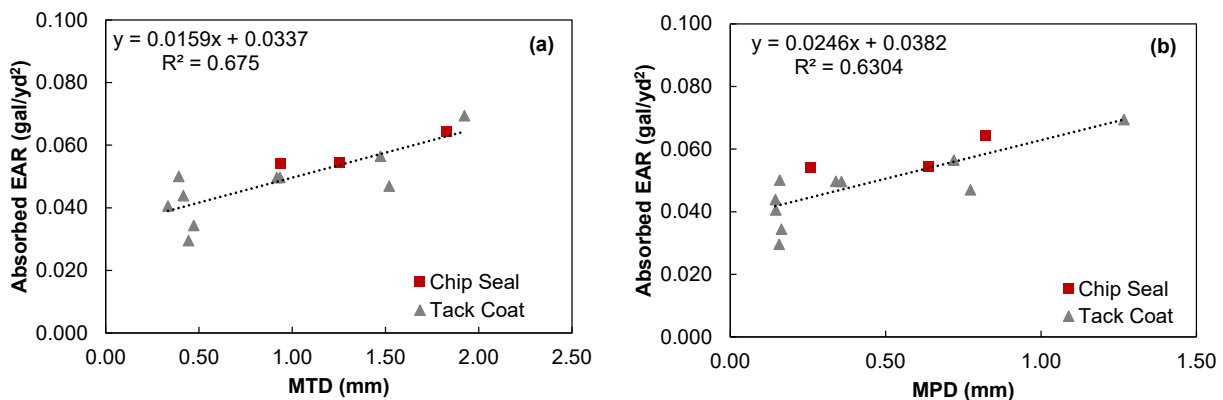 y = 0.0159x + 0.0337
R² = 0.675
(a)
Absorbed EAR (gal/yd²)
0.100
0.080
0.060
0.040
0.020
0.000
Chip Seal
Tack Coat
0.00 0.50 1.00 1.50 2.00 2.50
MTD (mm)
y = 0.0246x + 0.0382
R² = 0.6304
(b)
Absorbed EAR (gal/yd²)
0.100
0.080
0.060
0.040
0.020
0.000
Chip Seal
Tack Coat
0.00 0.50 1.00 1.50
MPD (mm)